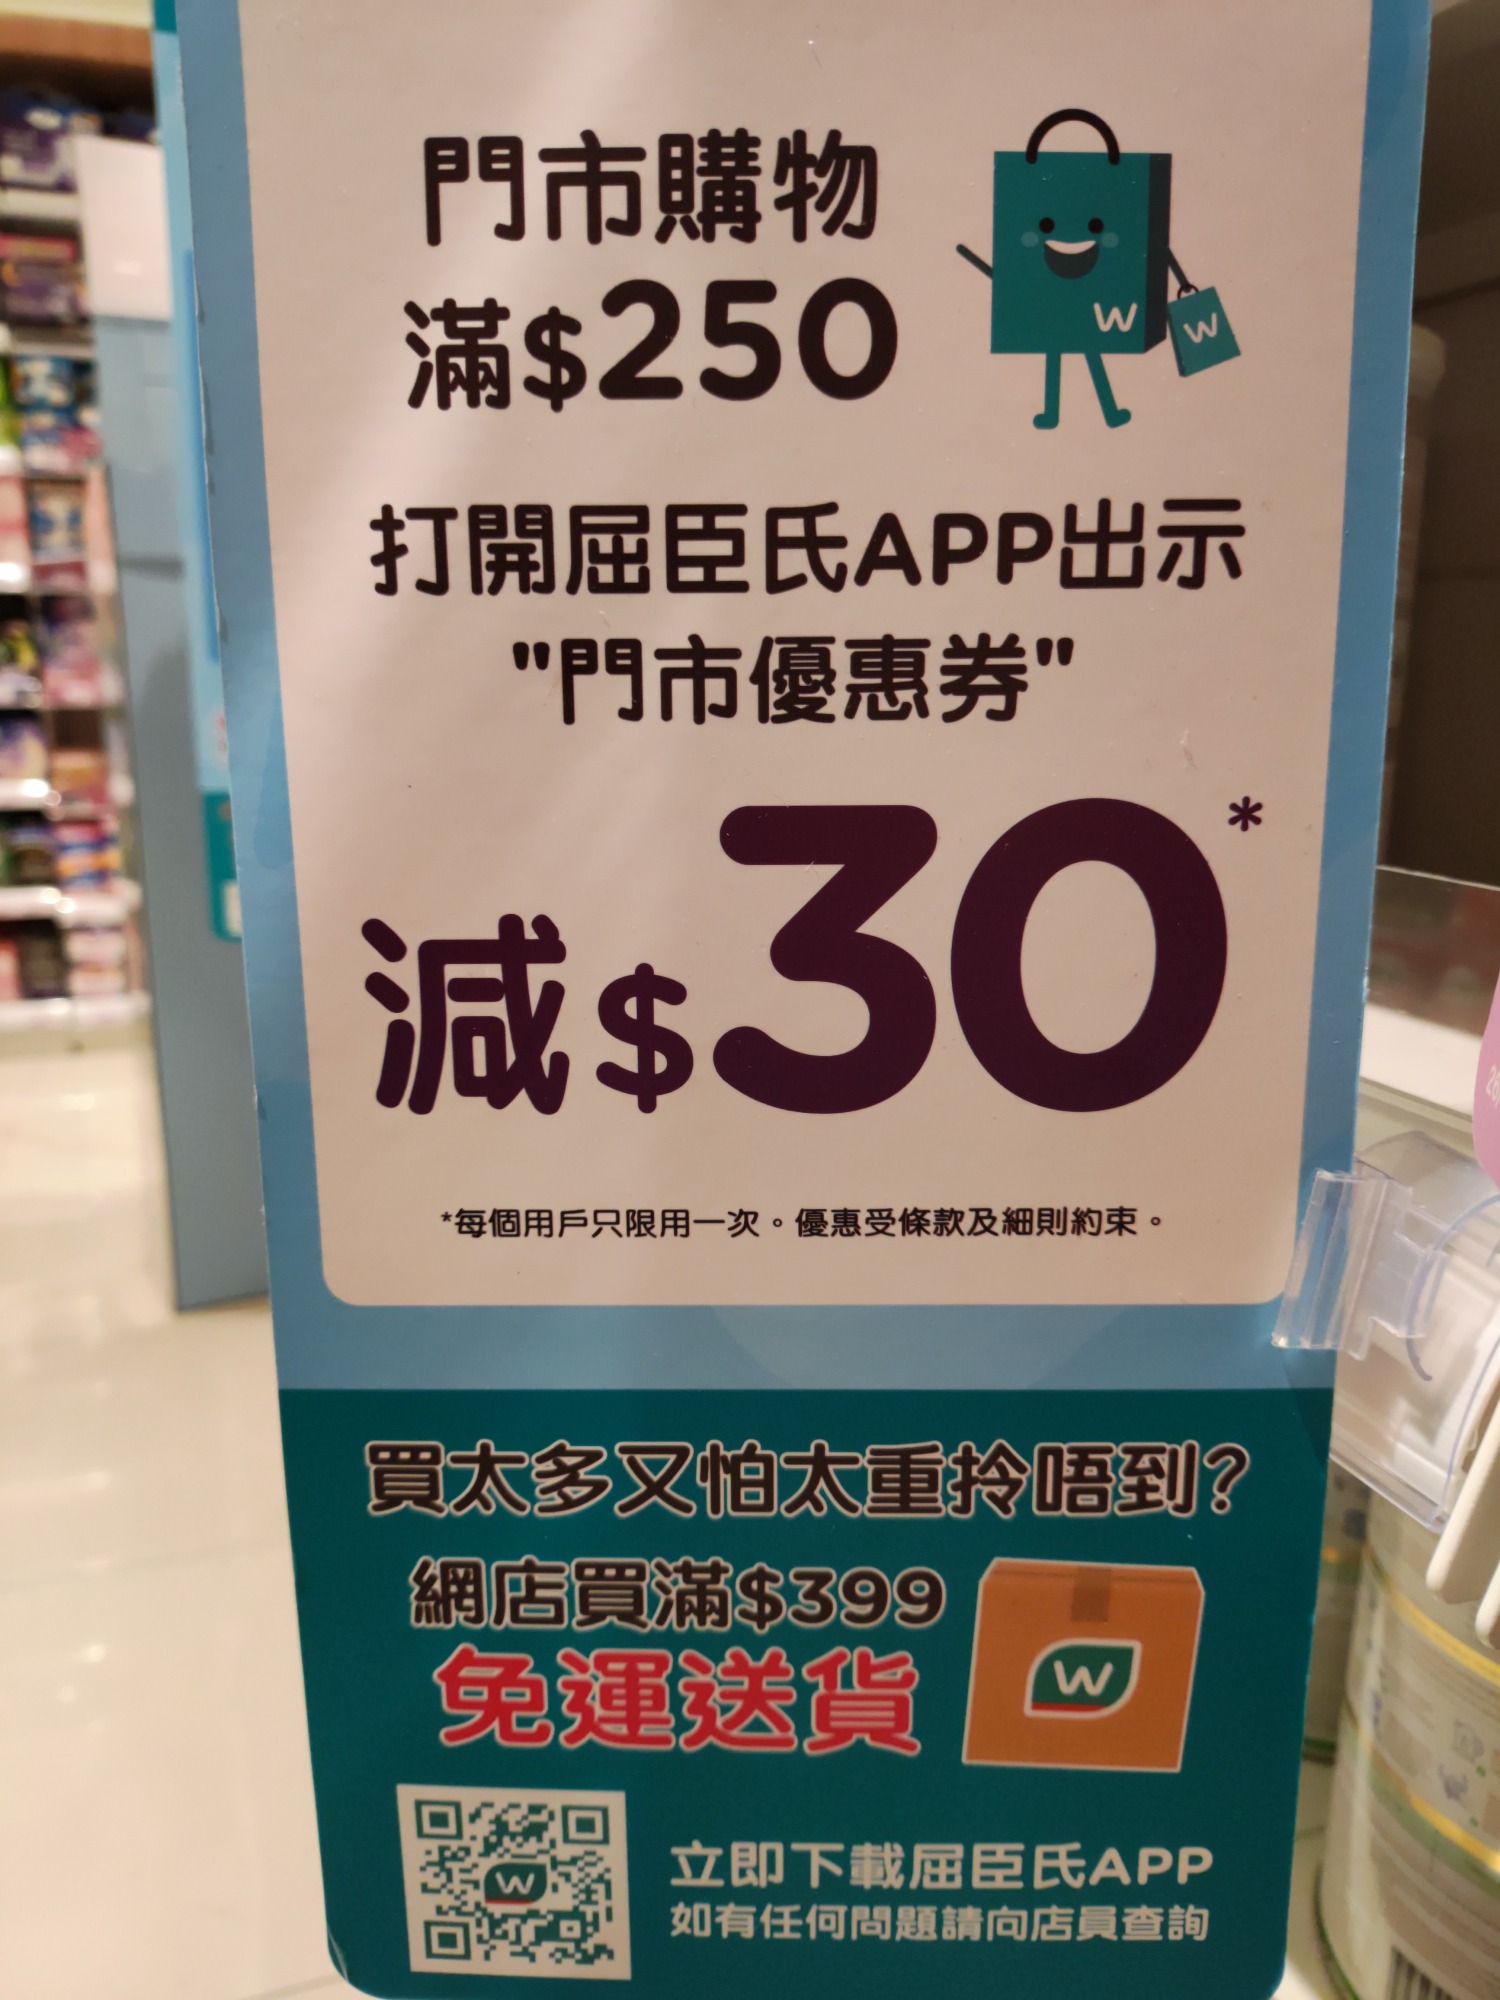 門市購物
滿$250
W
W
打開屈臣氏APP出示
"門市優惠券"
減$30*
*每個用戶只限用一次。優惠受條款及細則約束。
買太多又怕太重拎唔到?
網店買滿$399
免運送貨
W
W
立即下載屈臣氏APP
如有任何問題請向店員查詢